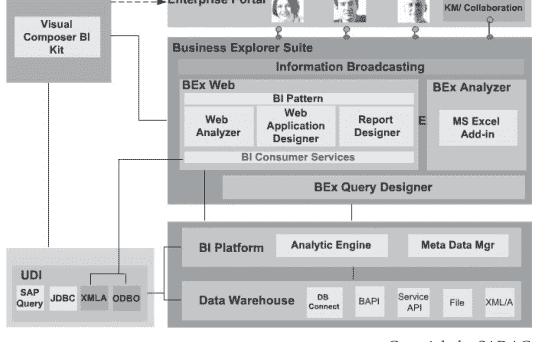 Enterprise Portal
KM/ Collaboration
Visual
Composer BI
Kit
Business Explorer Suite
Information Broadcasting
BEx Web
BI Pattern
Web
Analyzer
Web
Application
Designer
Report
Designer
BI Consumer Services
E
BEx Analyzer
MS Excel
Add-in
BEx Query Designer
BI Platform
Analytic Engine
Meta Data Mgr
UDI
SAP
Query
JDBC
XMLA
ODBO
Data Warehouse
DB
Connect
BAPI
Service
API
File
XML/A